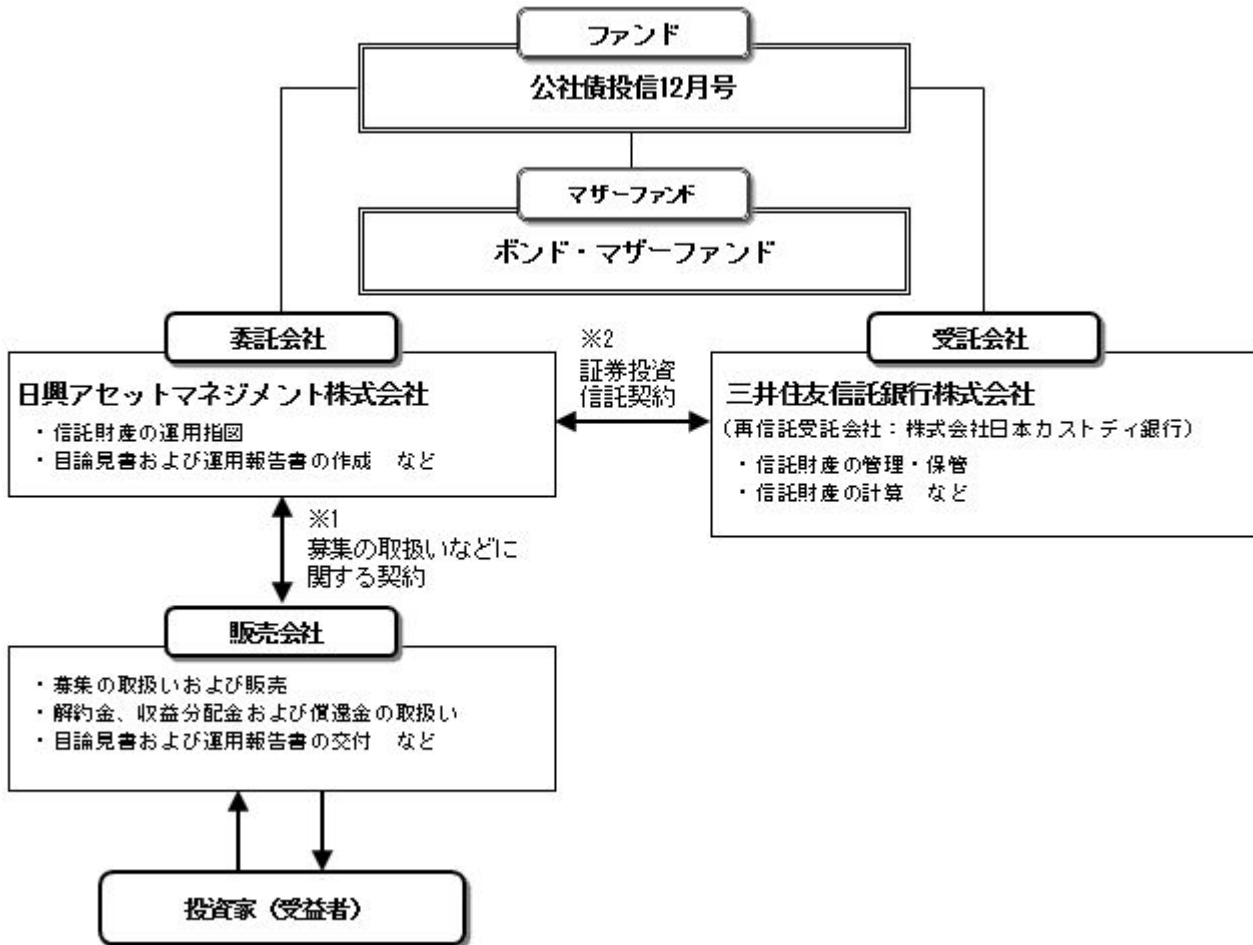 ファンド
公社債投信12月号
マザーファンド
ボンド・マザーファンド
委託会社
日興アセットマネジメント株式会社
・信託財産の運用指図
・目論見書および運用報告書の作成　など
※2
証券投資
信託契約
受託会社
三井住友信託銀行株式会社
(再信託受託会社：株式会社日本カストディ銀行)
・信託財産の管理・保管
・信託財産の計算　など
※1
募集の取扱いなどに
関する契約
販売会社
・募集の取扱いおよび販売
・解約金、収益分配金および償還金の取扱い
・目論見書および運用報告書の交付　など
投資家（受益者）